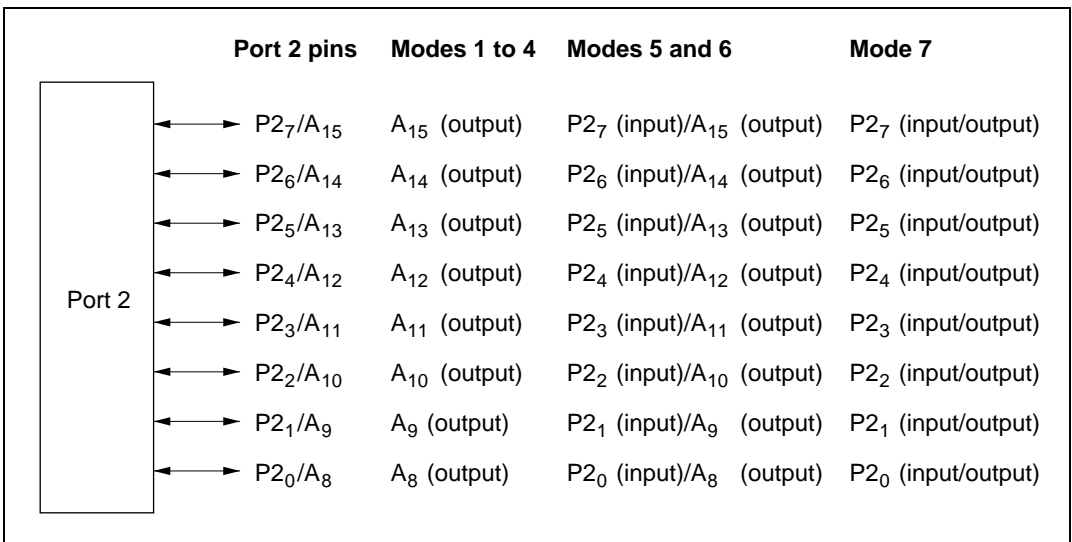 Port 2 pins Modes 1 to 4 Modes 5 and 6 Mode 7
P2₇/A₁₅ A₁₅ (output) P2₇ (input)/A₁₅ (output) P2₇ (input/output)
P2₆/A₁₄ A₁₄ (output) P2₆ (input)/A₁₄ (output) P2₆ (input/output)
P2₅/A₁₃ A₁₃ (output) P2₅ (input)/A₁₃ (output) P2₅ (input/output)
P2₄/A₁₂ A₁₂ (output) P2₄ (input)/A₁₂ (output) P2₄ (input/output)
Port 2
P2₃/A₁₁ A₁₁ (output) P2₃ (input)/A₁₁ (output) P2₃ (input/output)
P2₂/A₁₀ A₁₀ (output) P2₂ (input)/A₁₀ (output) P2₂ (input/output)
P2₁/A₉ A₉ (output) P2₁ (input)/A₉ (output) P2₁ (input/output)
P2₀/A₈ A₈ (output) P2₀ (input)/A₈ (output) P2₀ (input/output)